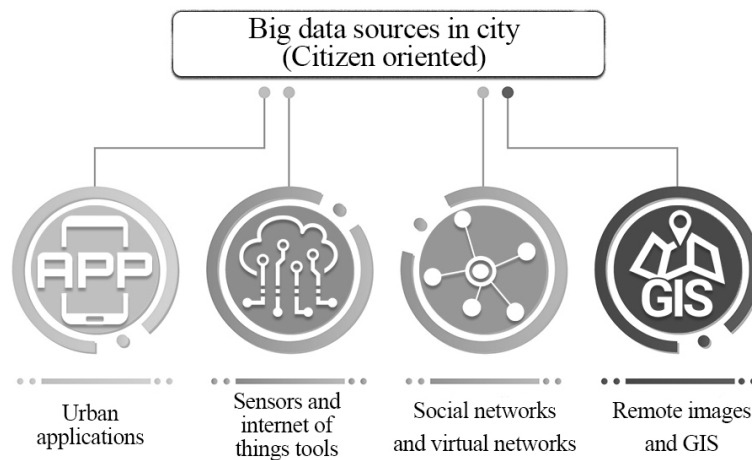 Big data sources in city
(Citizen oriented)
APP
GIS
Urban
applications
Sensors and
internet of
things tools
Social networks
and virtual networks
Remote images
and GIS